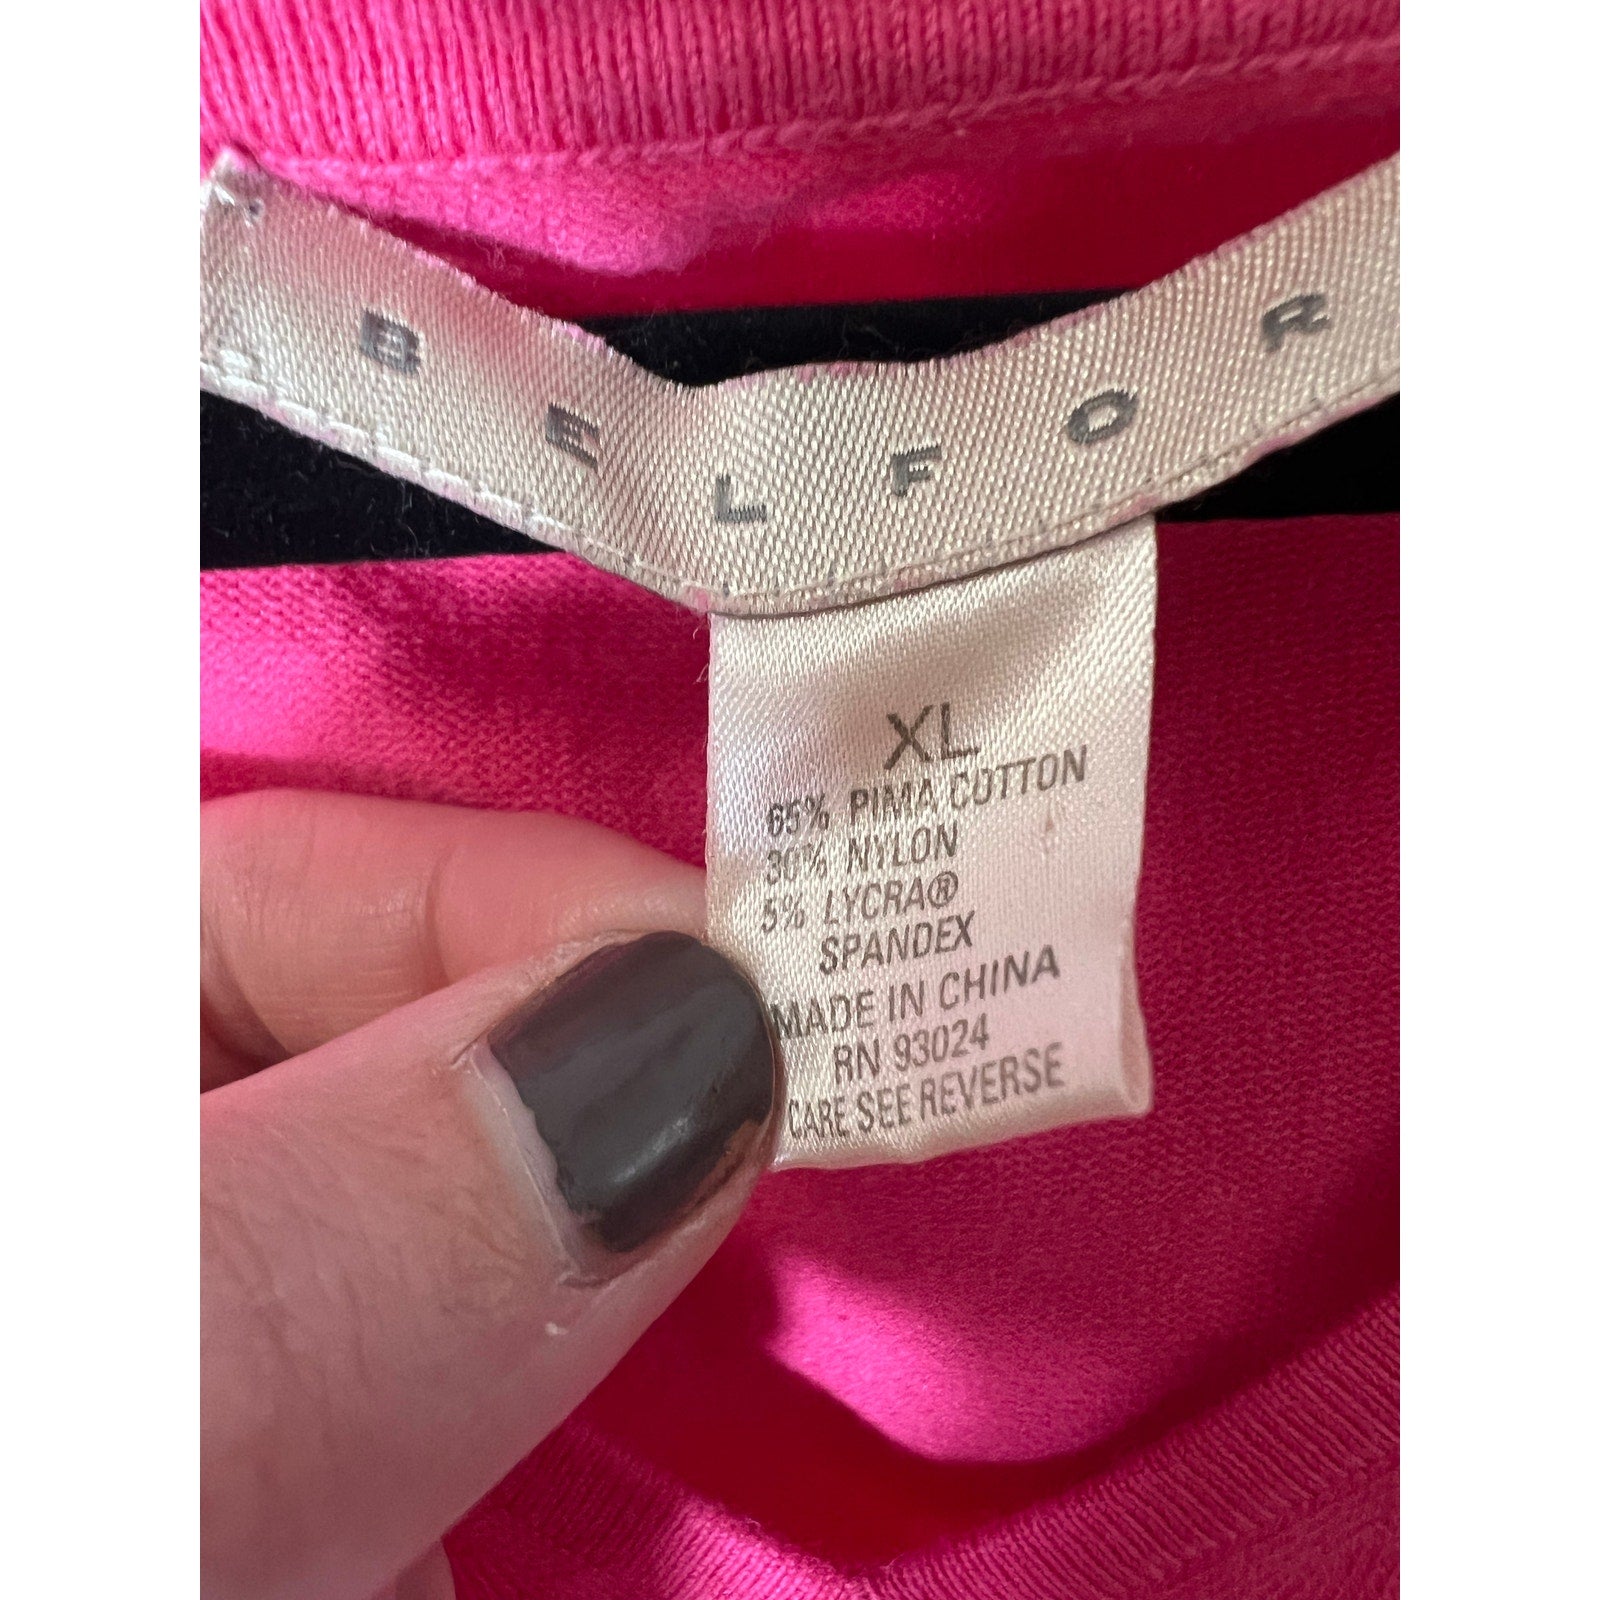 BELFOR
XL
65% PIMA COTTON
30% NYLON
5% LYCRA®
SPANDEX
MADE IN CHINA
RN 93024
CARE SEE REVERSE